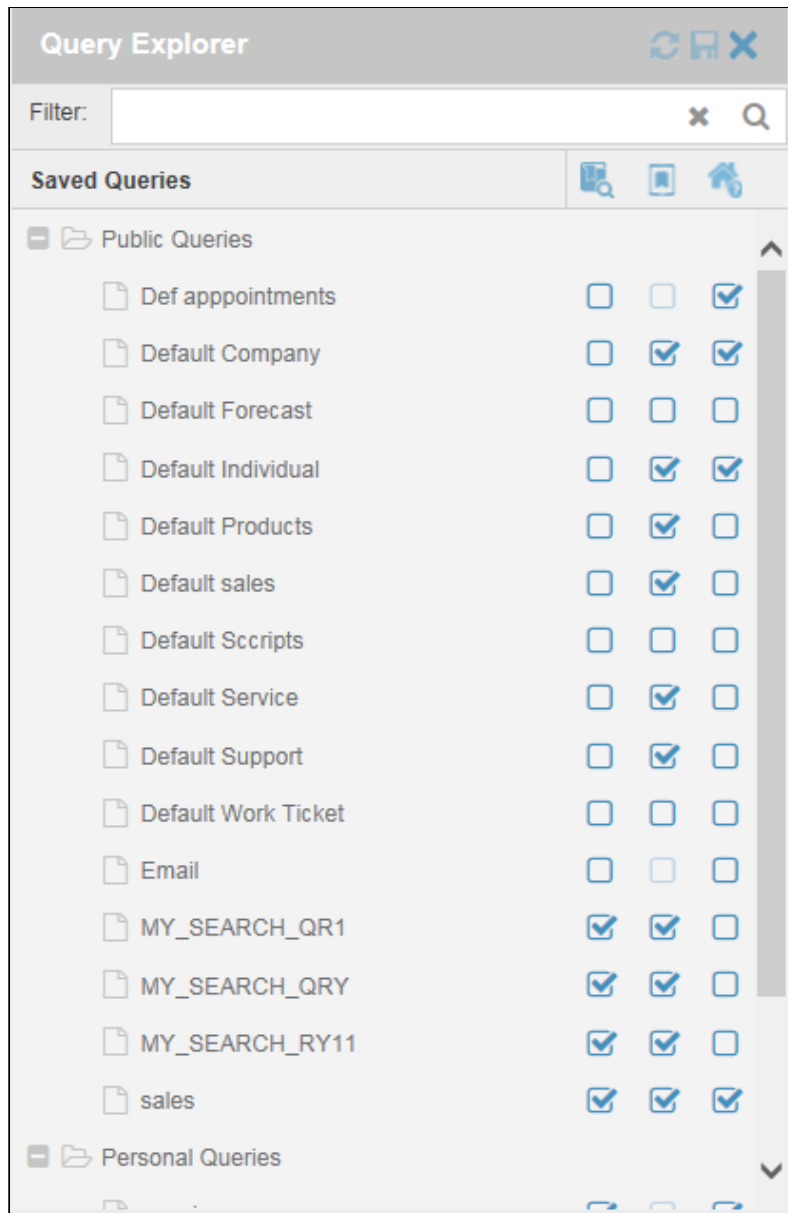 Query Explorer
Filter:
Saved Queries
Public Queries
Def apppointments
Default Company
Default Forecast
Default Individual
Default Products
Default sales
Default Sccripts
Default Service
Default Support
Default Work Ticket
Email
MY_SEARCH_QR1
MY_SEARCH_QRY
MY_SEARCH_RY11
sales
Personal Queries